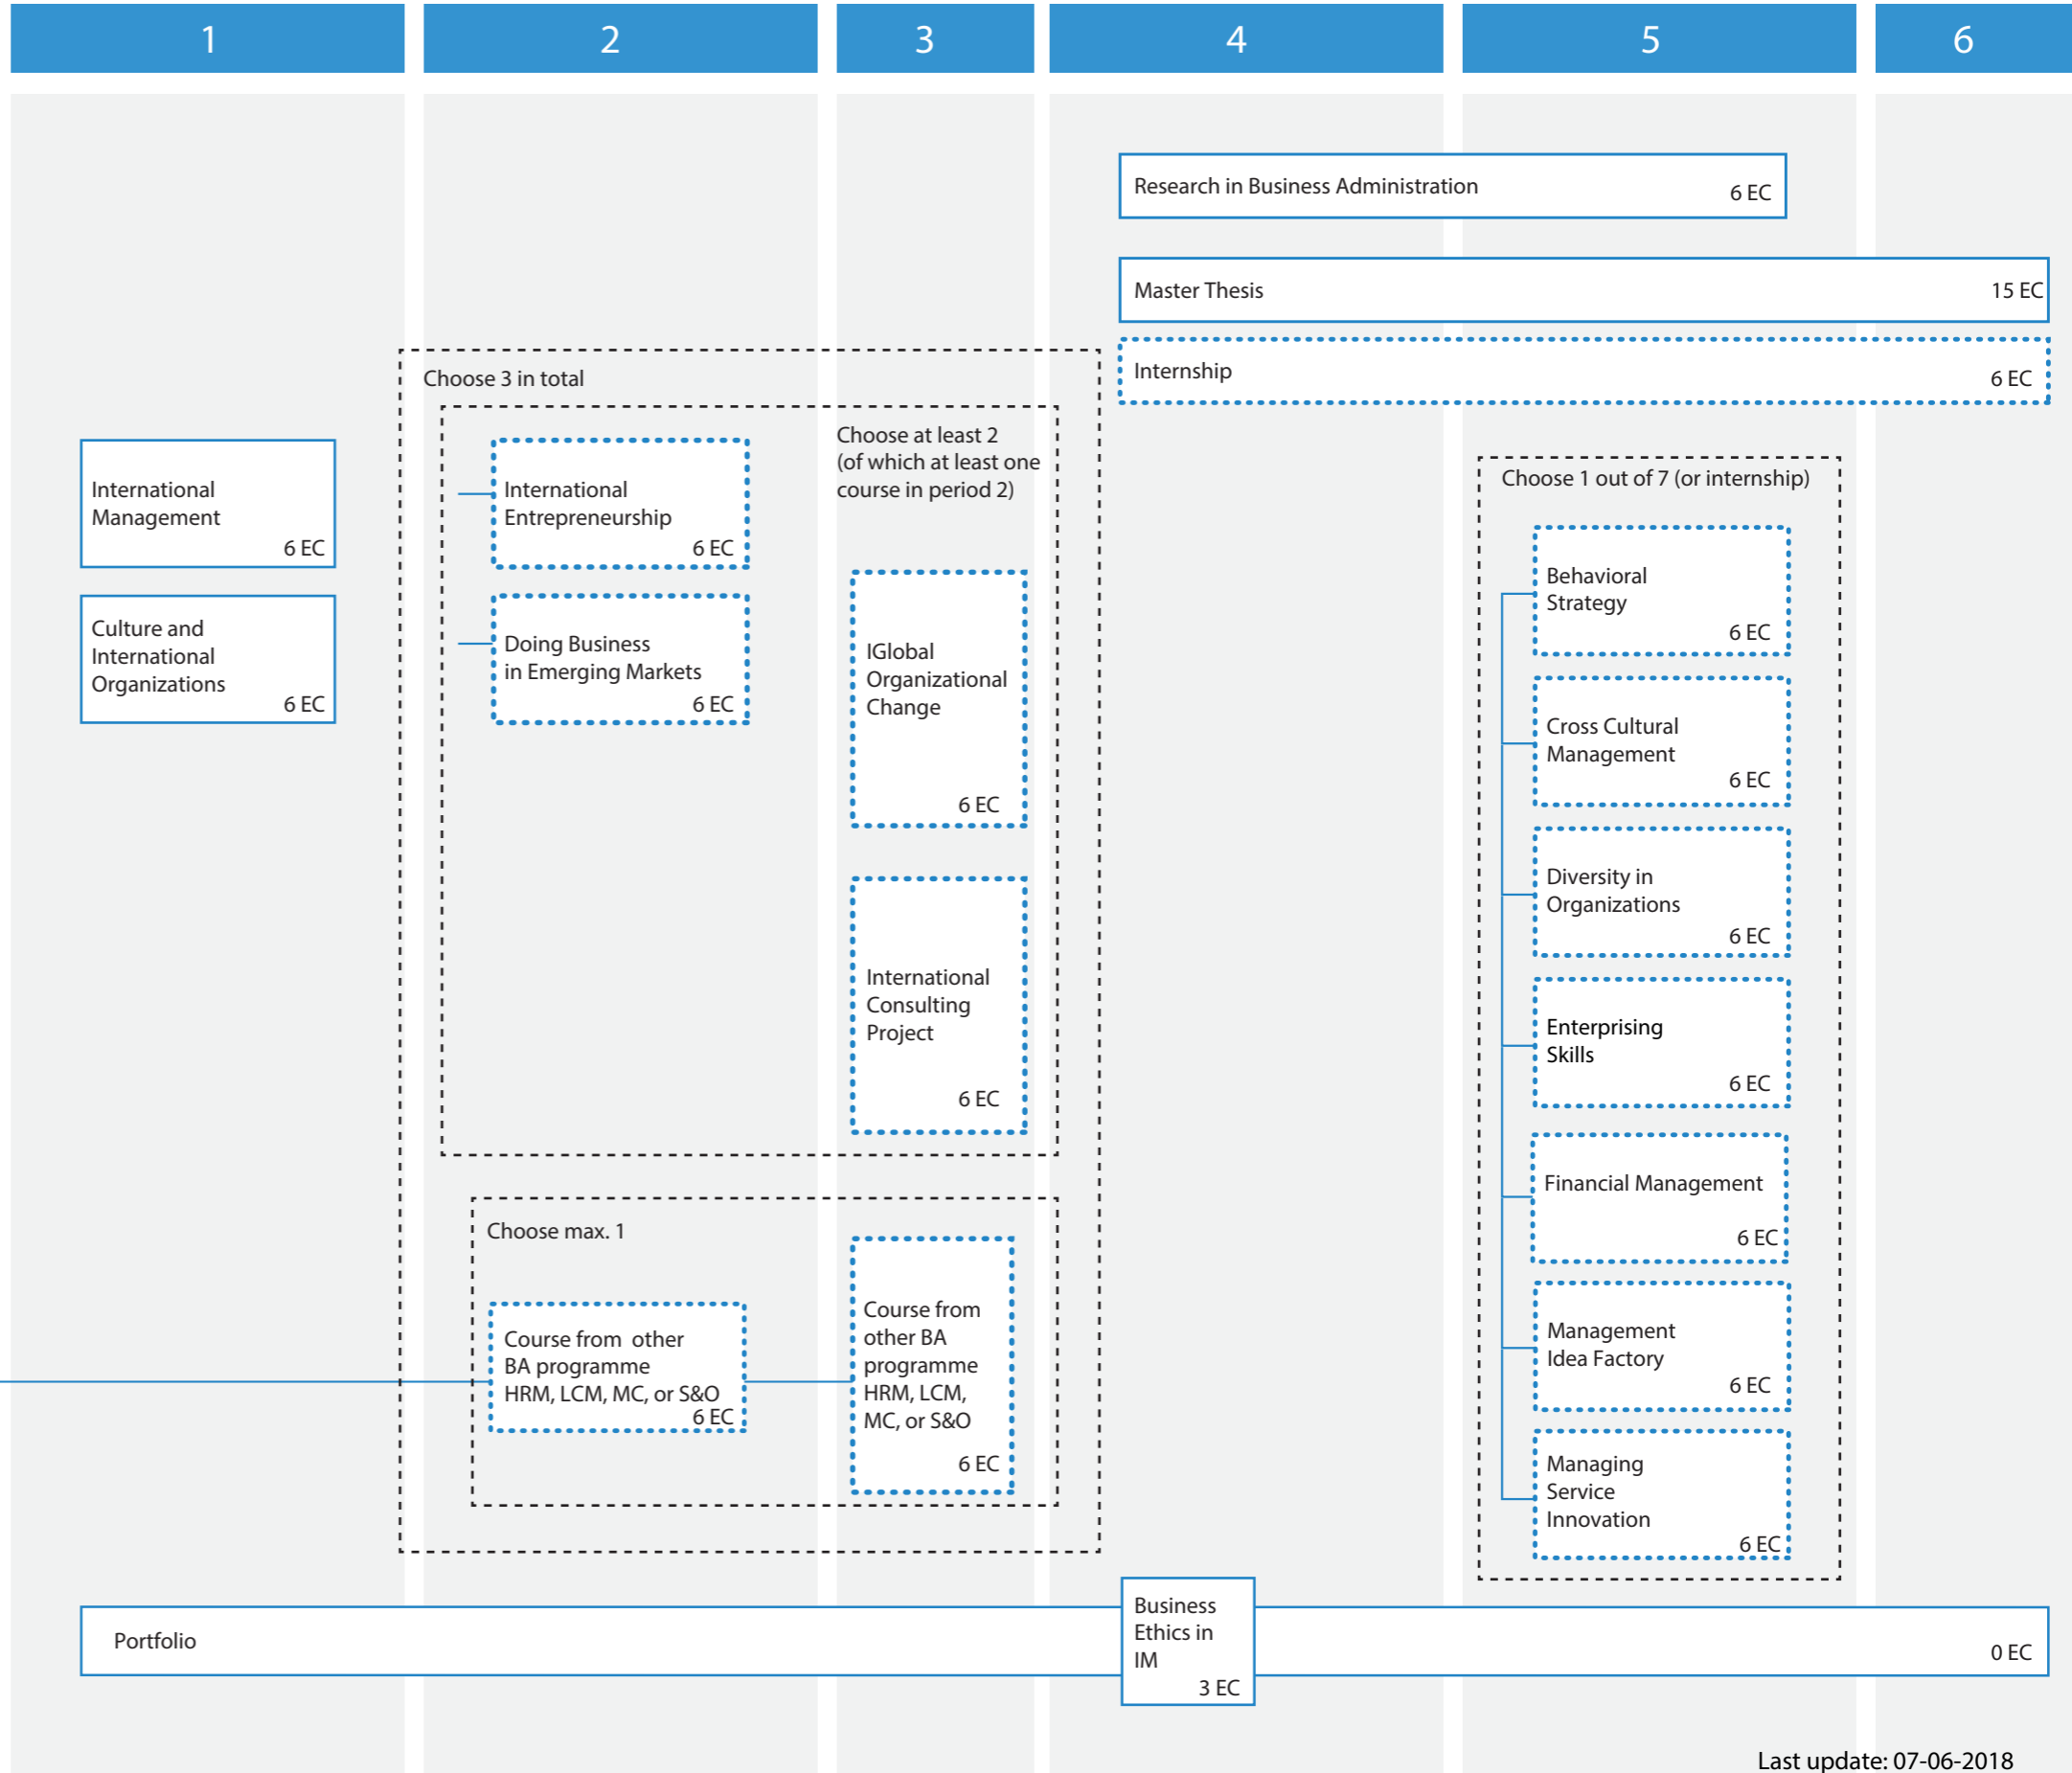 1
2
3
4
5
6
Research in Business Administration
6 EC
Master Thesis
15 EC
Internship
6 EC
Choose 3 in total
Choose at least 2
(of which at least one
course in period 2)
International
Management
6 EC
Culture and
International
Organizations
6 EC
International
Entrepreneurship
6 EC
Doing Business
in Emerging Markets
6 EC
IGlobal
Organizational
Change
6 EC
International
Consulting
Project
6 EC
Choose max. 1
Course from  other
BA programme
HRM, LCM, MC, or S&O
6 EC
Course from
other BA
programme
HRM, LCM,
MC, or S&O
6 EC
Choose 1 out of 7 (or internship)
Behavioral
Strategy
6 EC
Cross Cultural
Management
6 EC
Diversity in
Organizations
6 EC
Enterprising
Skills
6 EC
Financial Management
6 EC
Management
Idea Factory
6 EC
Managing
Service
Innovation
6 EC
Portfolio
Business
Ethics in
IM
3 EC
0 EC
Last update: 07-06-2018